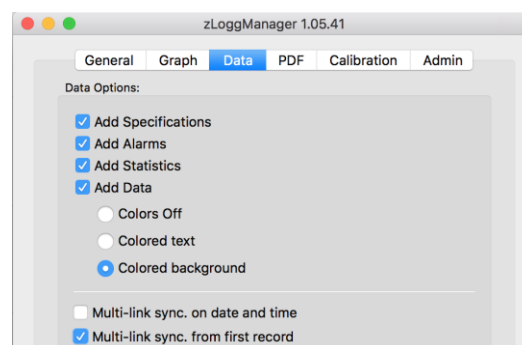 zLoggManager 1.05.41
General Graph Data PDF Calibration Admin
Data Options:
Add Specifications
Add Alarms
Add Statistics
Add Data
Colors Off
Colored text
Colored background
Multi-link sync. on date and time
Multi-link sync. from first record